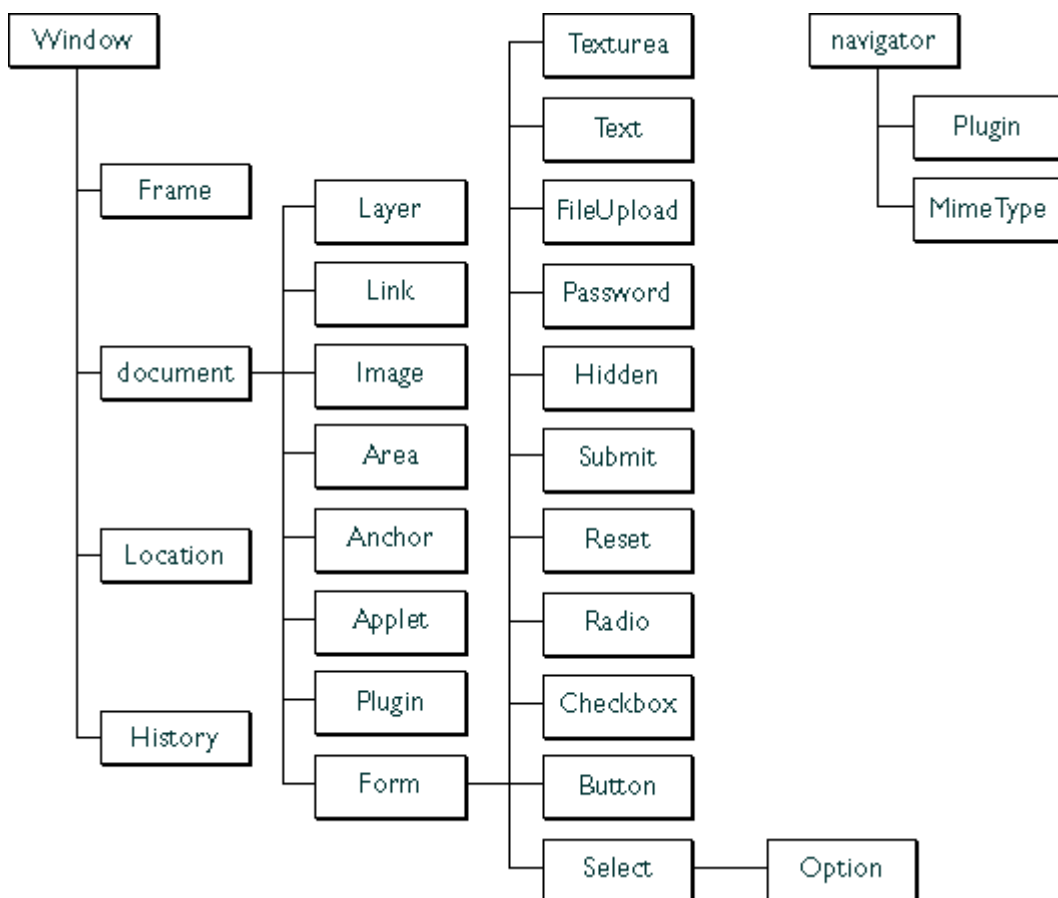 Window
Frame
document
Location
History
Layer
Link
Image
Area
Anchor
Applet
Plugin
Form
Texturea
Text
FileUpload
Password
Hidden
Submit
Reset
Radio
Checkbox
Button
Select
Option
navigator
Plugin
MimeType